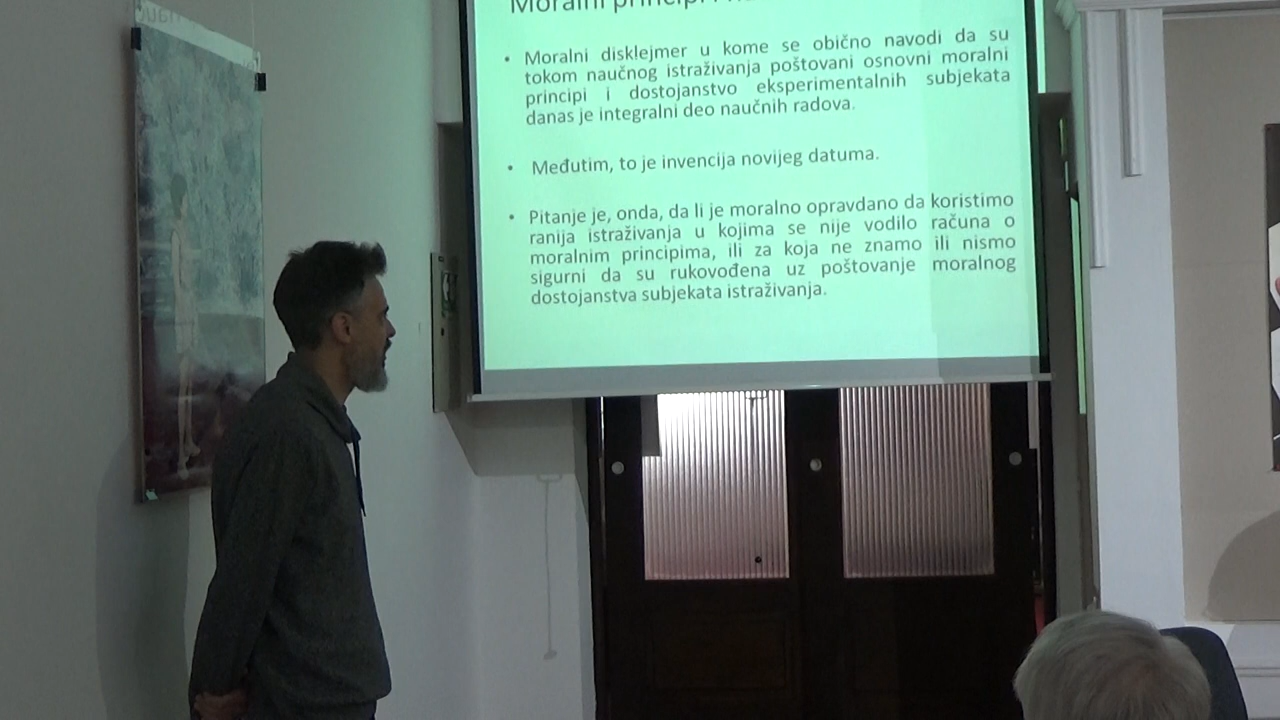 Moralni principi i
• Moralni disklejmer u kome se obično navodi da su
tokom naučnog istraživanja poštovani osnovni moralni
principi i dostojanstvo eksperimentalnih subjekata
danas je integralni deo naučnih radova.
• Međutim, to je invencija novijeg datuma.
• Pitanje je, onda, da li je moralno opravdano da koristimo
ranija istraživanja u kojima se nije vodilo računa o
moralnim principima, ili za koja ne znamo ili nismo
sigurni da su rukovođena uz poštovanje moralnog
dostojanstva subjekata istraživanja.